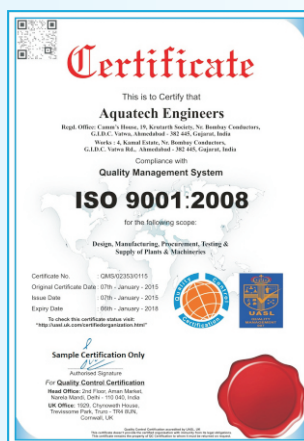 Certificate
This is to Certify that
Aquatech Engineers
Regd. Office: Camm's House, 19, Krutarth Society, Nr. Bombay Conductors,
G.I.D.C. Vatwa, Ahmedabad - 382 445, Gujarat, India
Works : 4, Kamal Estate, Nr. Bombay Conductors,
G.I.D.C. Vatwa Rd., Ahmedabad - 382 445, Gujarat, India
Compliance with
Quality Management System
ISO 9001:2008
for the following scope:
Design, Manufacturing, Procurement, Testing &
Supply of Plants & Machineries
Certificate No. : QMS/02353/0115
Original Certificate Date : 07th - January - 2015
Issue Date : 07th - January - 2015
Expiry Date : 06th - January - 2018
To check this certificate status visit:
"http://uasl.uk.com/certifiedorganization.html"
Quality Control
Certification
UASL
Sample Certification Only
Authorised Signature
For Quality Control Certification
Head Office: 2nd Floor, Aman Market,
Narela Mandi, Delhi - 110 040, India
UK Office: 1929, Chynoweth House,
Trevissome Park, Truro - TR4 8UN,
Cornwall, UK